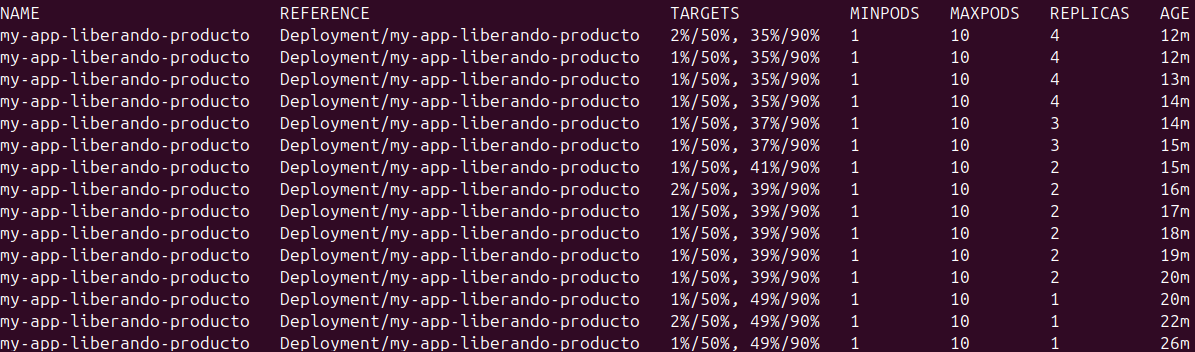 NAME REFERENCE TARGETS MINPODS MAXPODS REPLICAS AGE
my-app-liberando-producto Deployment/my-app-liberando-producto 2%/50%, 35%/90% 1 10 4 12m
my-app-liberando-producto Deployment/my-app-liberando-producto 1%/50%, 35%/90% 1 10 4 12m
my-app-liberando-producto Deployment/my-app-liberando-producto 1%/50%, 35%/90% 1 10 4 13m
my-app-liberando-producto Deployment/my-app-liberando-producto 1%/50%, 35%/90% 1 10 4 14m
my-app-liberando-producto Deployment/my-app-liberando-producto 1%/50%, 37%/90% 1 10 3 14m
my-app-liberando-producto Deployment/my-app-liberando-producto 1%/50%, 37%/90% 1 10 3 15m
my-app-liberando-producto Deployment/my-app-liberando-producto 1%/50%, 41%/90% 1 10 2 15m
my-app-liberando-producto Deployment/my-app-liberando-producto 2%/50%, 39%/90% 1 10 2 16m
my-app-liberando-producto Deployment/my-app-liberando-producto 1%/50%, 39%/90% 1 10 2 17m
my-app-liberando-producto Deployment/my-app-liberando-producto 1%/50%, 39%/90% 1 10 2 18m
my-app-liberando-producto Deployment/my-app-liberando-producto 1%/50%, 39%/90% 1 10 2 19m
my-app-liberando-producto Deployment/my-app-liberando-producto 1%/50%, 39%/90% 1 10 2 20m
my-app-liberando-producto Deployment/my-app-liberando-producto 1%/50%, 49%/90% 1 10 1 20m
my-app-liberando-producto Deployment/my-app-liberando-producto 2%/50%, 49%/90% 1 10 1 22m
my-app-liberando-producto Deployment/my-app-liberando-producto 1%/50%, 49%/90% 1 10 1 26m